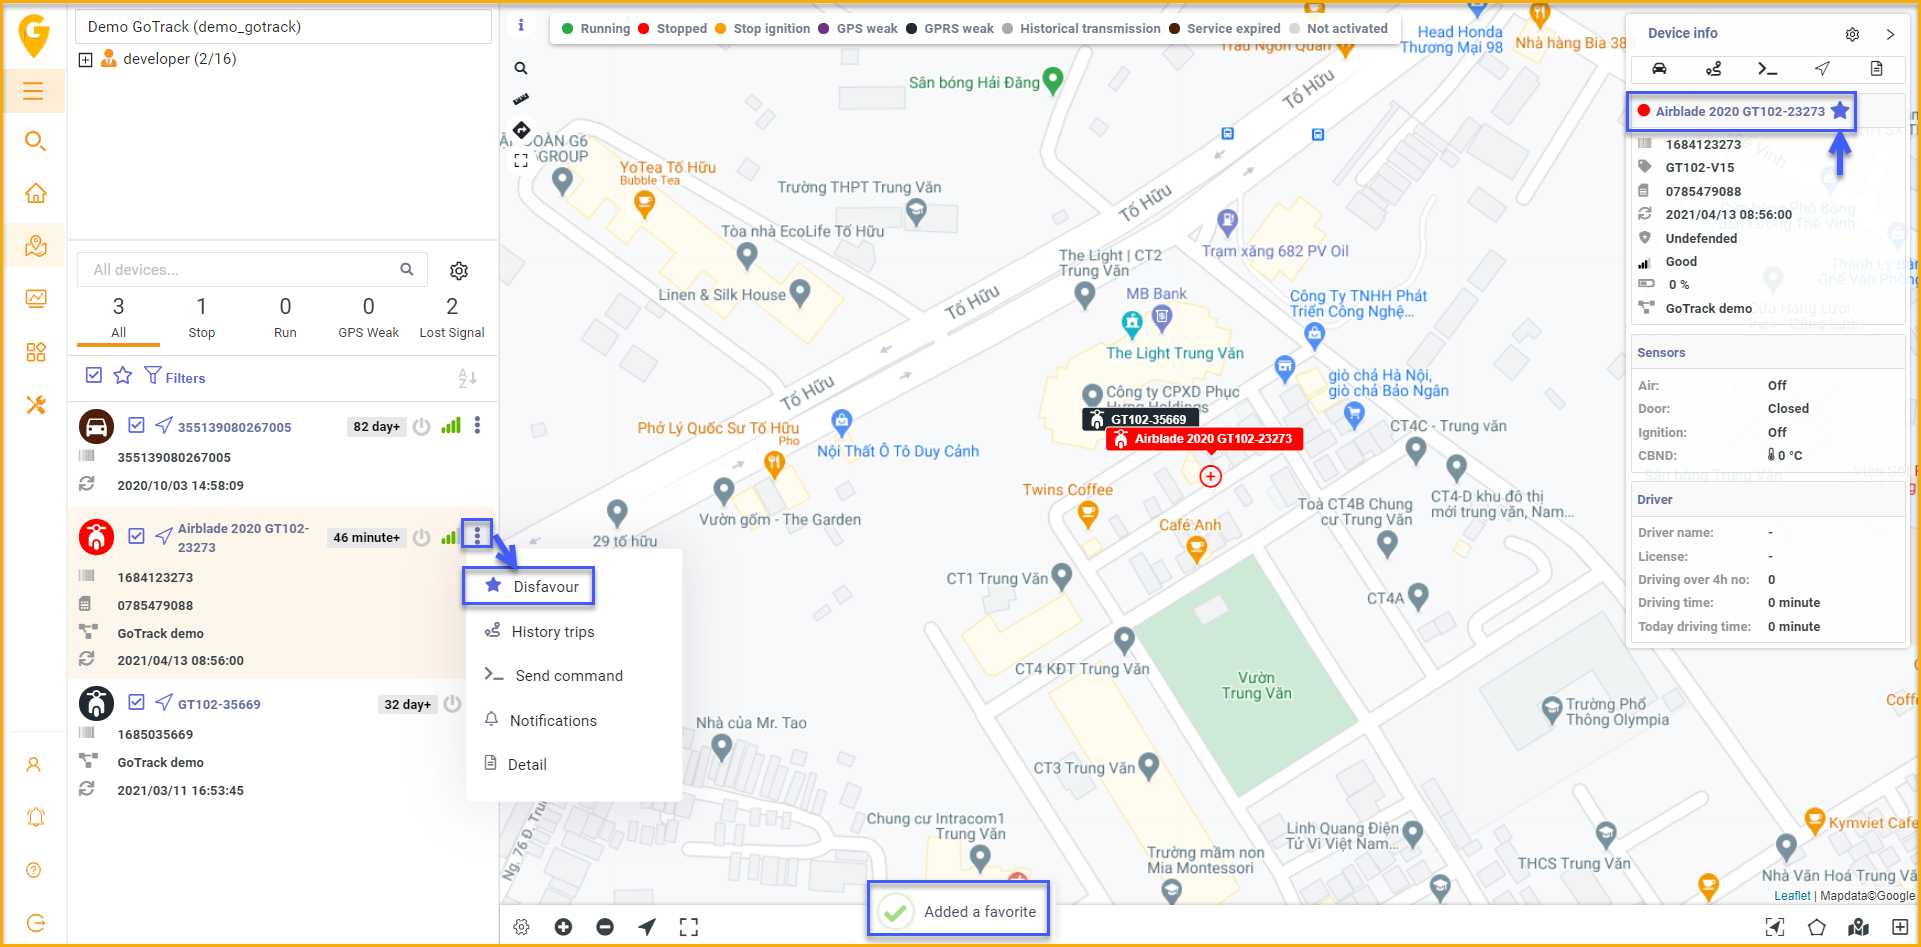 Demo GoTrack (demo_gotrack)
developer (2/16)
All devices...
3
1
0
0
2
All
Stop
Run
GPS Weak
Lost Signal
Filters
355139080267005
82 day+
355139080267005
2020/10/03 14:58:09
Airblade 2020 GT102-
23273
46 minute+
1684123273
0785479088
GoTrack demo
2021/04/13 08:56:00
GT102-35669
32 day+
1685035669
GoTrack demo
2021/03/11 16:53:45
Disfavour
History trips
Send command
Notifications
Detail
Running
Stopped
Stop ignition
GPS weak
GPRS weak
Historical transmission
Service expired
Not activated
Head Honda
Thương Mại 98
Nhà hàng Bia 38
Sân bóng Hải Đăng
Tố Hữu
GROUP
YoTea Tố Hữu
Bubble Tea
Trường THPT Trung Văn
Tố Hữu
Tòa nhà EcoLife Tố Hữu
Trạm xăng 682 PV Oil
The Light | CT2
Trung Văn
Linen & Silk House
Tố Hữu
MB Bank
Công Ty TNHH Phát
Triển Công Nghệ...
The Light Trung Văn
giò chả Hà Nội,
giò chả Bảo Ngân
Tố Hữu
Công ty CPXD Phục
Hưng Holdings
GT102-35669
Airblade 2020 GT102-23273
CT4C - Trung văn
Phở Lý Quốc Sư Tố Hữu
Pho
Nội Thất Ô Tô Duy Cảnh
Twins Coffee
Toà CT4B Chung
cư Trung Văn
CT4-D khu đô thị
mới trung văn, Nam...
Vườn gốm - The Garden
29 tố hữu
Café Anh
CT1 Trung Văn
CT4A
CT4 KĐT Trung Văn
Vườn
Trung Văn
Trường Phổ
Thông Olympia
Coff
Nhà của Mr. Tao
CT3 Trung Văn
Chung cư Intracom1
Trung Văn
Ng. 76 Đ. Tru
Linh Quang Điện
Tử Vi Việt Nam...
Kymviet Cafe
Trường mầm non
Mia Montessori
THCS Trung Văn
Nhà Văn Hoá Trung Vă
Leaflet | Mapdata©Google
Added a favorite
Device info
Airblade 2020 GT102-23273
1684123273
GT102-V15
0785479088
2021/04/13 08:56:00
Undefended
Good
0 %
GoTrack demo
Sensors
Air: Off
Door: Closed
Ignition: Off
CBND: 0 °C
Driver
Driver name: -
License: -
Driving over 4h no: 0
Driving time: 0 minute
Today driving time: 0 minute